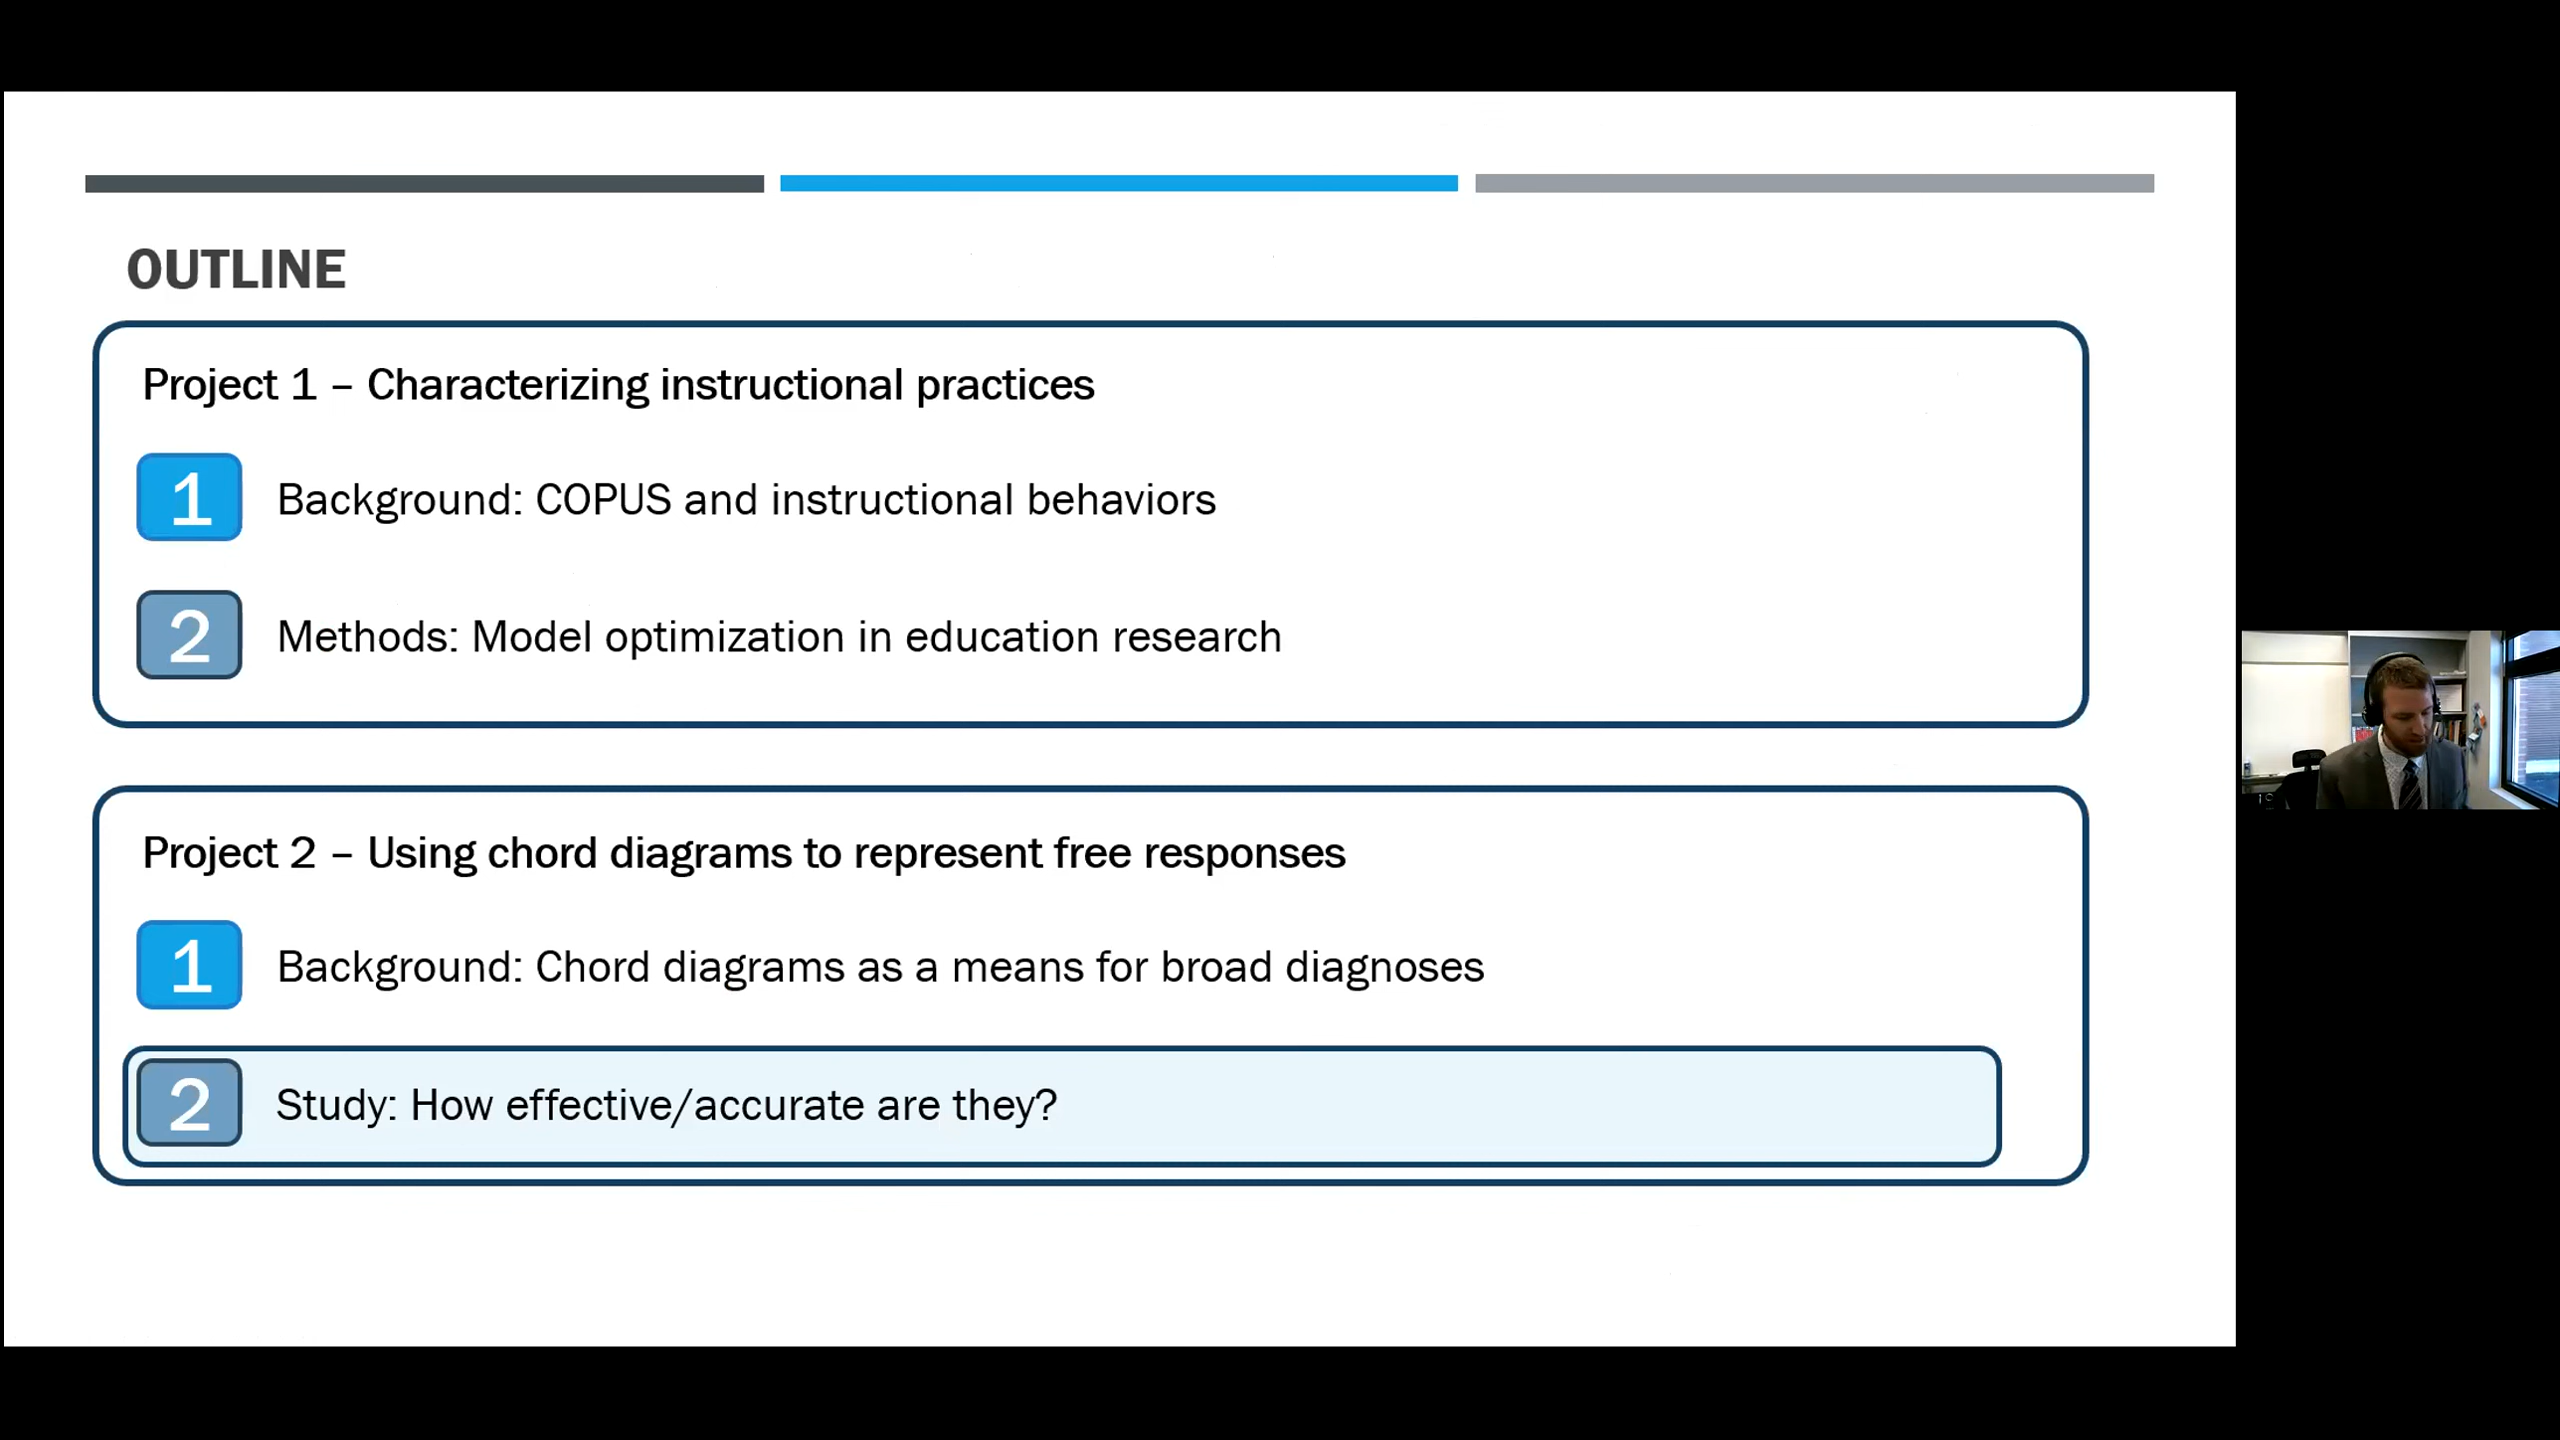 OUTLINE
Project 1 – Characterizing instructional practices
1 Background: COPUS and instructional behaviors
2 Methods: Model optimization in education research
Project 2 – Using chord diagrams to represent free responses
1 Background: Chord diagrams as a means for broad diagnoses
2 Study: How effective/accurate are they?